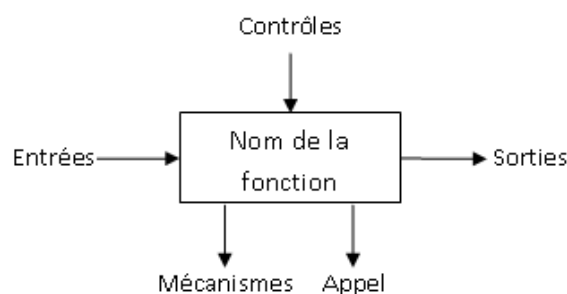 Contrôles
Entrées
Nom de la
fonction
Sorties
Mécanismes
Appel